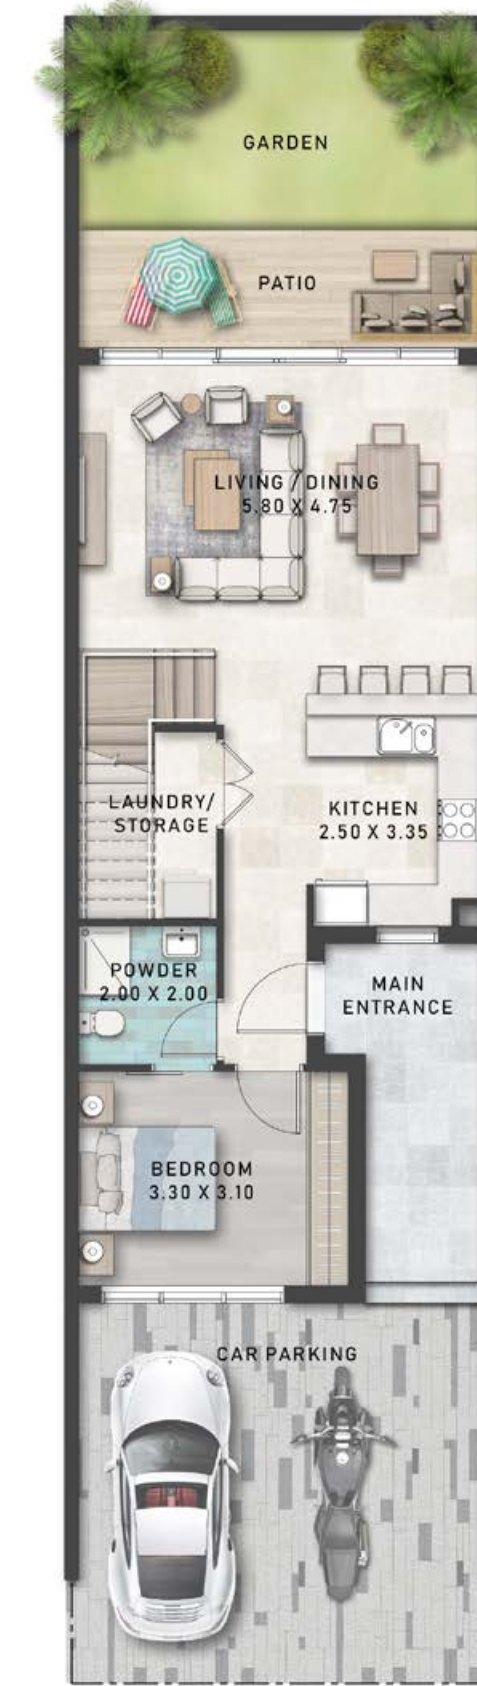 GARDEN
PATIO
LIVING / DINING
5.80 X 4.75
LAUNDRY/
STORAGE
KITCHEN
2.50 X 3.35
POWDER
2.00 X 2.00
MAIN
ENTRANCE
BEDROOM
3.30 X 3.10
CAR PARKING